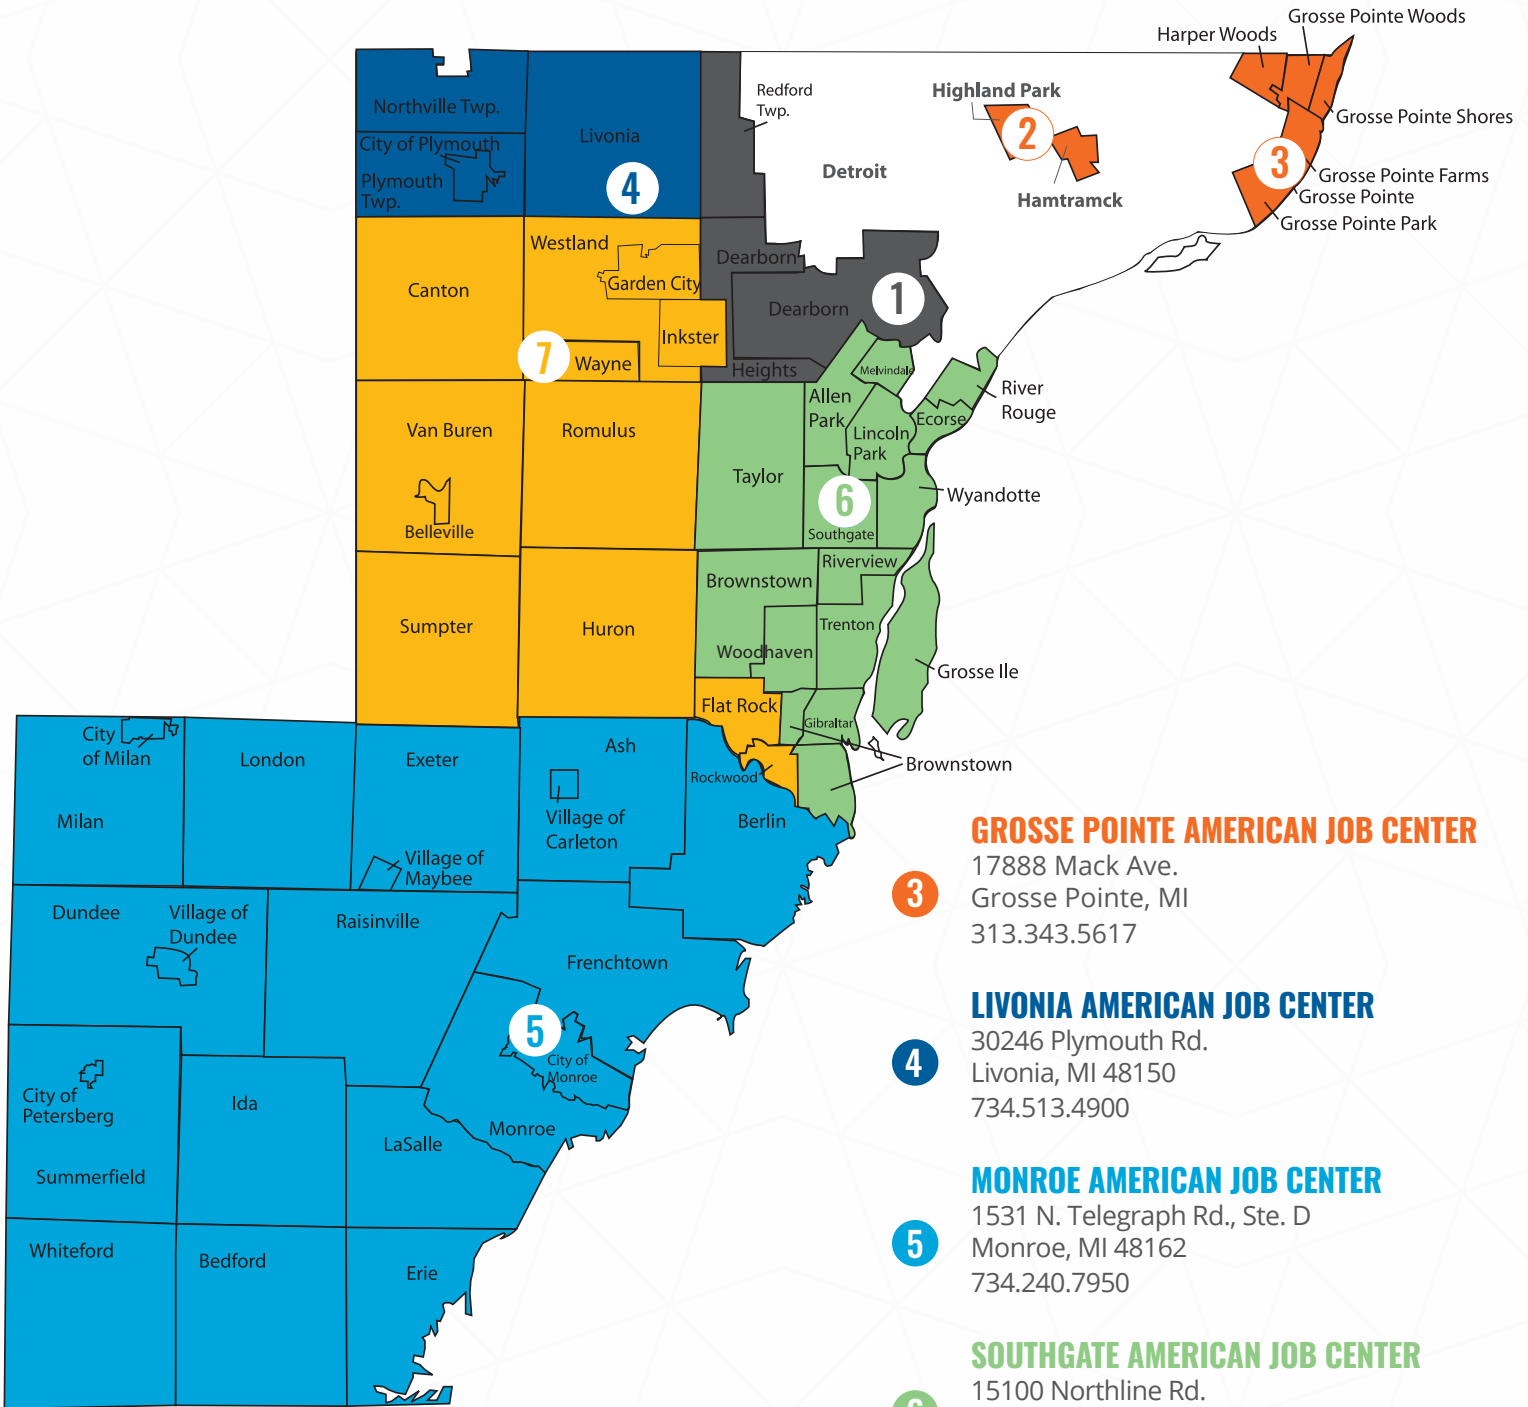 Grosse Pointe Woods
Harper Woods
Northville Twp.
City of Plymouth
Plymouth
Twp.
Livonia
4
Redford
Twp.
Highland Park
2
Detroit
Hamtramck
Grosse Pointe Shores
3
Grosse Pointe Farms
Grosse Pointe
Grosse Pointe Park
Canton
Westland
Garden City
Inkster
7
Wayne
Dearborn
Dearborn
Heights
1
Melvindale
Allen
Park
Lincoln
Park
Ecorse
River
Rouge
Van Buren
Belleville
Romulus
Taylor
6
Southgate
Wyandotte
Sumpter
Huron
Brownstown
Riverview
Woodhaven
Trenton
Grosse Ile
Flat Rock
Gibraltar
Rockwood
Brownstown
City
of Milan
Milan
London
Exeter
Village of
Maybee
Ash
Village of
Carleton
Berlin
Dundee
Village of
Dundee
Raisinville
Frenchtown
5
City of
Monroe
City of
Petersberg
Summerfield
Ida
LaSalle
Monroe
Whiteford
Bedford
Erie
GROSSE POINTE AMERICAN JOB CENTER
3
17888 Mack Ave.
Grosse Pointe, MI
313.343.5617
LIVONIA AMERICAN JOB CENTER
4
30246 Plymouth Rd.
Livonia, MI 48150
734.513.4900
MONROE AMERICAN JOB CENTER
5
1531 N. Telegraph Rd., Ste. D
Monroe, MI 48162
734.240.7950
SOUTHGATE AMERICAN JOB CENTER
6
15100 Northline Rd.